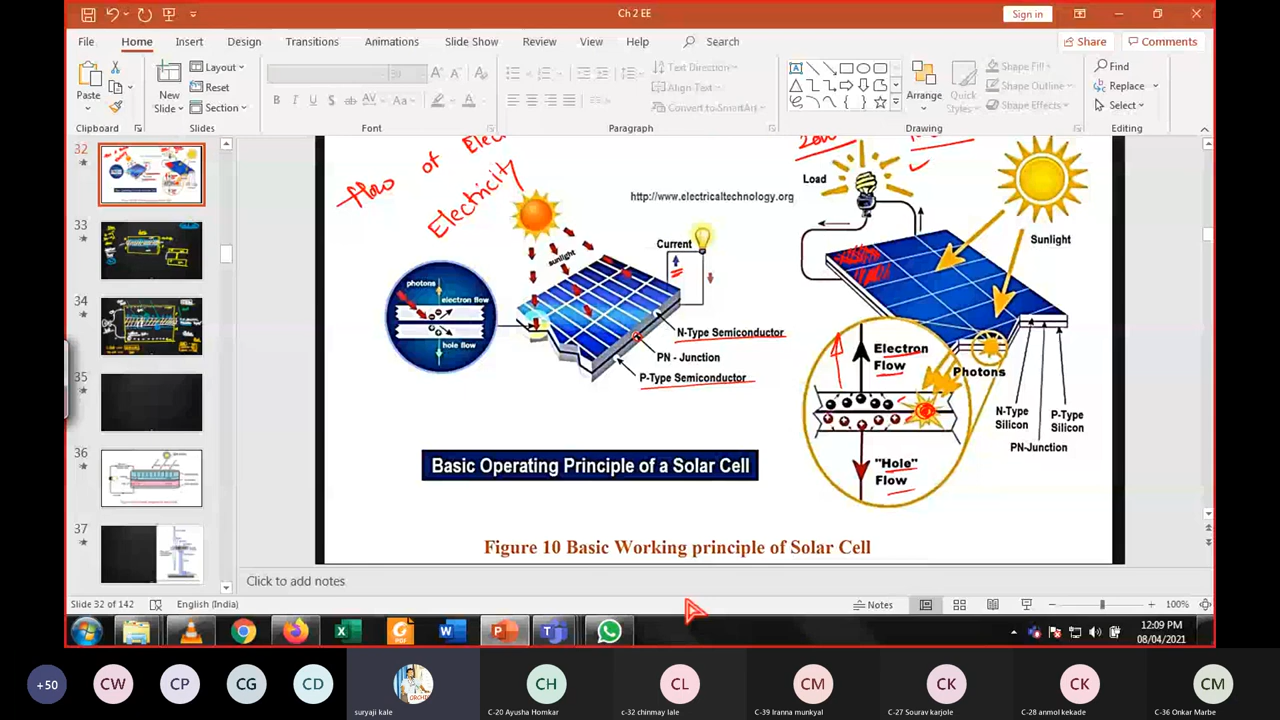 Ch 2 EE
Sign in
File Home Insert Design Transitions Animations Slide Show Review View Help Search
Share Comments
Paste
New Slide
Layout
Reset
Section
Text Direction
Align Text
Convert to SmartArt
Arrange
Quick Styles
Shape Fill
Shape Outline
Shape Effects
Find
Replace
Select
Clipboard Slides Font Paragraph Drawing Editing
32
33
34
35
36
37
flow of
Electricity
http://www.electricaltechnology.org
sunlight
Current
photons
electron flow
hole flow
N-Type Semiconductor
PN - Junction
P-Type Semiconductor
Basic Operating Principle of a Solar Cell
Load
Sunlight
Electron
Flow
Photons
"Hole"
Flow
N-Type
Silicon
P-Type
Silicon
PN-Junction
Figure 10 Basic Working principle of Solar Cell
Click to add notes
Slide 32 of 142
English (India)
Notes
100%
12:09 PM
08/04/2021
+50 CW CP CG CD CH CL CM CK CK CM
suryaji kale
C-20 Ayusha Homkar
c-32 chinmay lale
C-39 Iranna munkyal
C-27 Sourav karjole
C-28 anmol kekade
C-36 Onkar Marbe